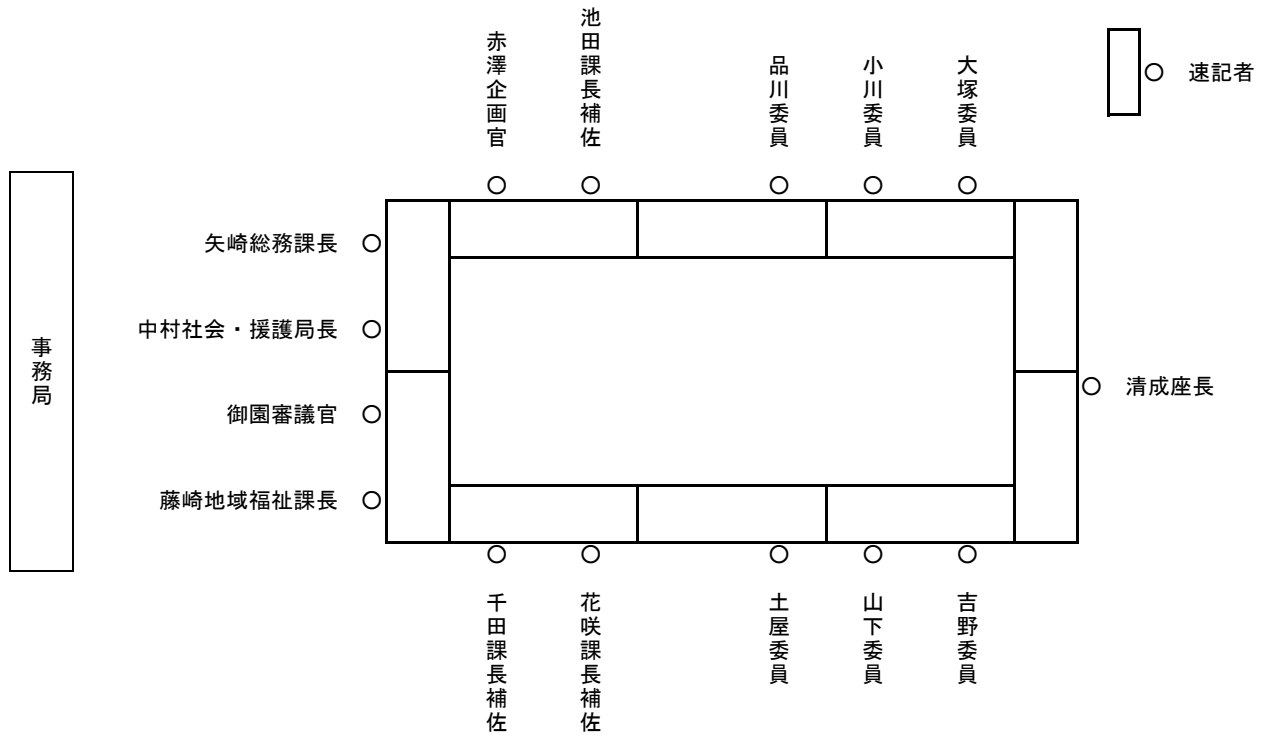 赤澤企画官
池田課長補佐
品川委員
小川委員
大塚委員
速記者
矢崎総務課長
中村社会・援護局長
御園審議官
藤崎地域福祉課長
事務局
清成座長
千田課長補佐
花咲課長補佐
土屋委員
山下委員
吉野委員